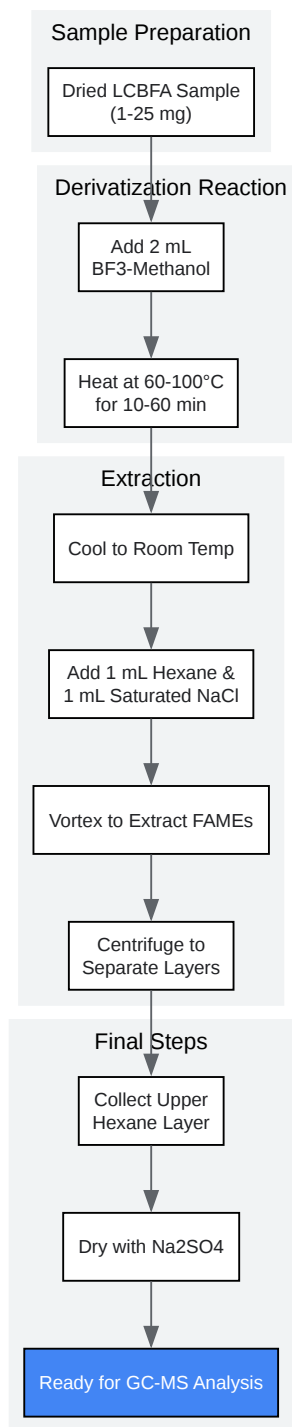 Sample Preparation
Dried LCBFA Sample
(1-25 mg)
Derivatization Reaction
Add 2 mL
BF3-Methanol
Heat at 60-100°C
for 10-60 min
Extraction
Cool to Room Temp
Add 1 mL Hexane &
1 mL Saturated NaCl
Vortex to Extract FAMEs
Centrifuge to
Separate Layers
Final Steps
Collect Upper
Hexane Layer
Dry with Na2SO4
Ready for GC-MS Analysis